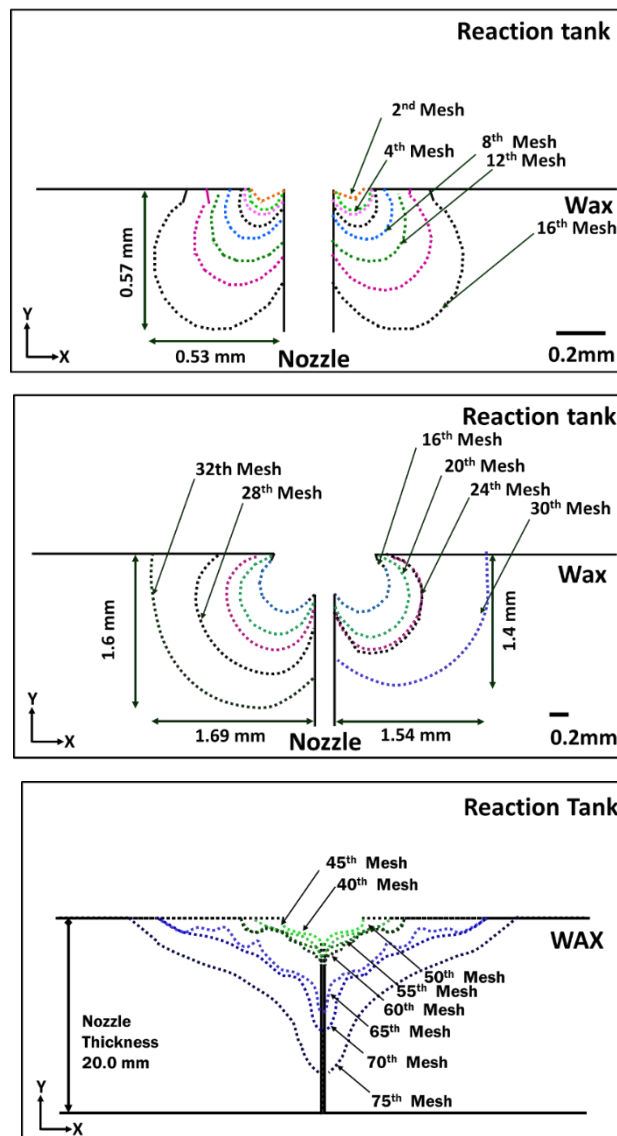 Reaction tank
2nd Mesh
8th Mesh
4th Mesh
12th Mesh
Wax
16th Mesh
0.57 mm
Y
X
0.53 mm
Nozzle
0.2mm
Reaction tank
16th Mesh
32th Mesh
20th Mesh
28th Mesh
24th Mesh
30th Mesh
Wax
1.6 mm
1.4 mm
Y
X
1.69 mm
Nozzle
1.54 mm
0.2mm
Reaction Tank
45th Mesh
40th Mesh
WAX
50th Mesh
55th Mesh
60th Mesh
Nozzle
Thickness
20.0 mm
65th Mesh
70th Mesh
75th Mesh
Y
X